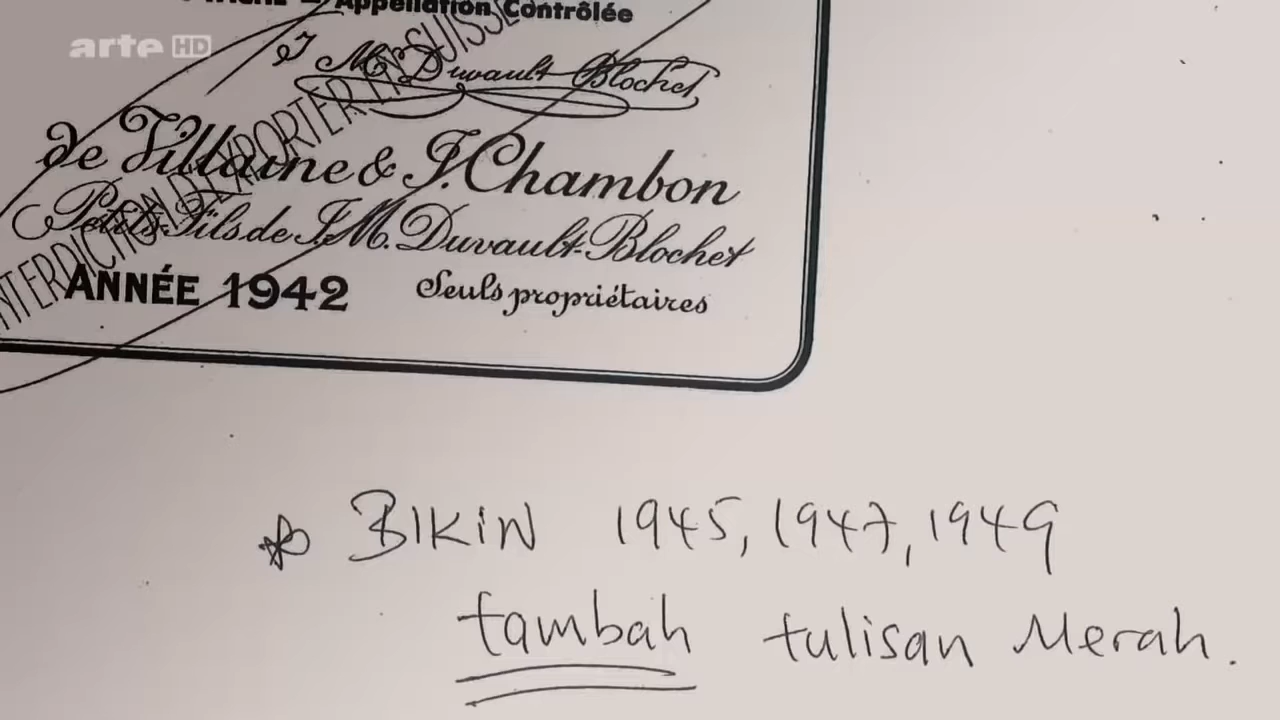 arte HD
Appellation Contrôlée
INTERDICTION D'EXPORTER EN SUISSE
J. M. Duvault Blochet
de Villaine & J. Chambon
Petits-Fils de J.M. Duvault-Blochet
ANNÉE 1942 Seuls propriétaires
* BIKIN 1945, 1947, 1949
tambah tulisan Merah.